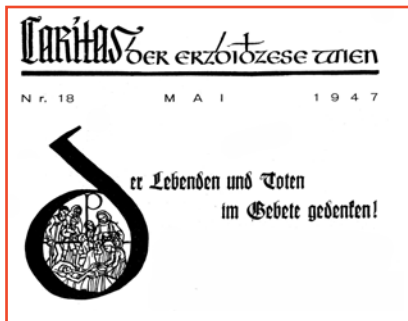 Caritas DER ERZDIÖZESE WIEN
Nr. 18 MAI 1947
Der Lebenden und Toten
im Gebete gedenken!